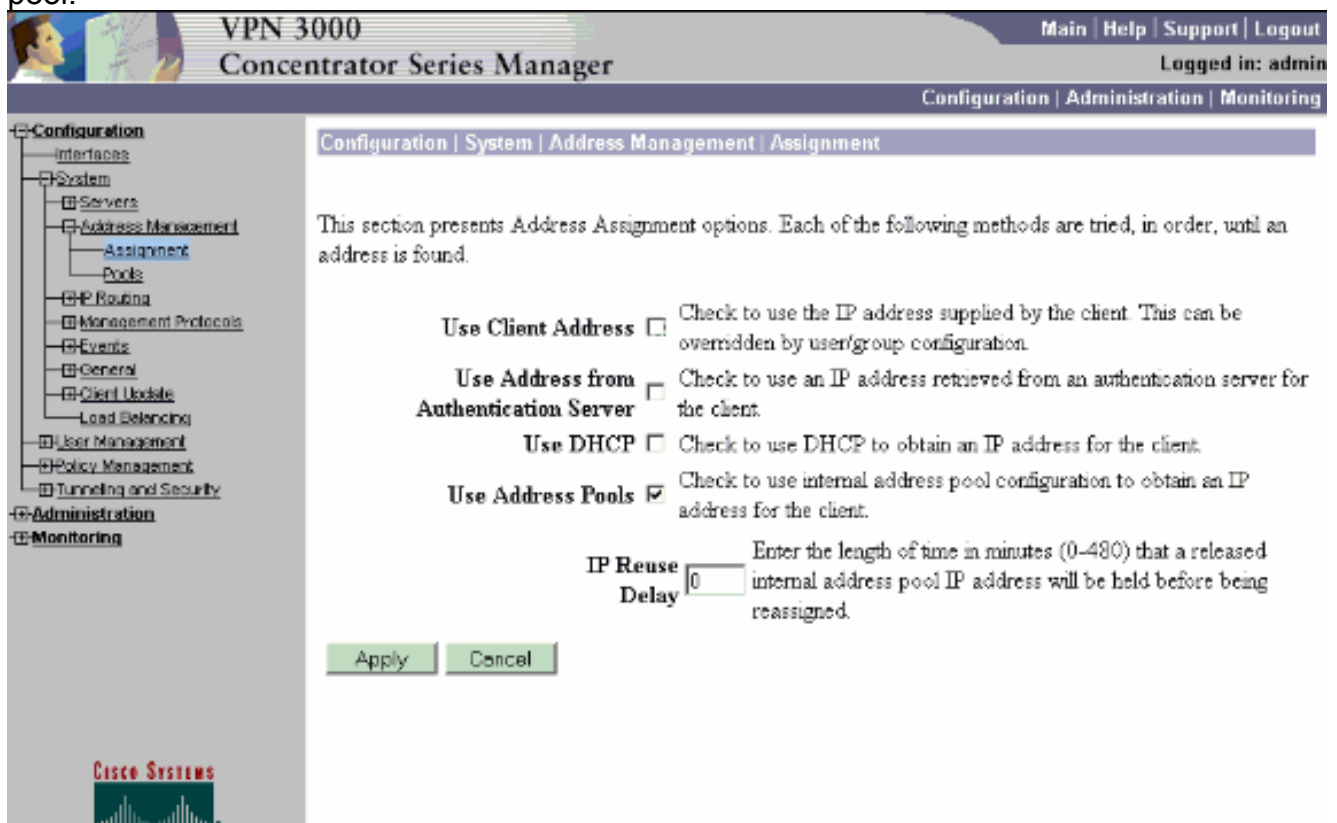 pool.
VPN 3000
Concentrator Series Manager
Main | Help | Support | Logout
Logged in: admin
Configuration | Administration | Monitoring
Configuration
Interfaces
System
Servers
Address Management
Assignment
Pools
IP Routing
Management Protocols
Events
General
Client Update
Load Balancing
User Management
Policy Management
Tunneling and Security
Administration
Monitoring
Configuration | System | Address Management | Assignment
This section presents Address Assignment options. Each of the following methods are tried, in order, until an
address is found.
Use Client Address
Check to use the IP address supplied by the client. This can be
overridden by user/group configuration.
Use Address from
Authentication Server
Check to use an IP address retrieved from an authentication server for
the client.
Use DHCP
Check to use DHCP to obtain an IP address for the client.
Use Address Pools
Check to use internal address pool configuration to obtain an IP
address for the client.
IP Reuse
Delay
0
Enter the length of time in minutes (0-480) that a released
internal address pool IP address will be held before being
reassigned.
Apply
Cancel
CISCO SYSTEMS